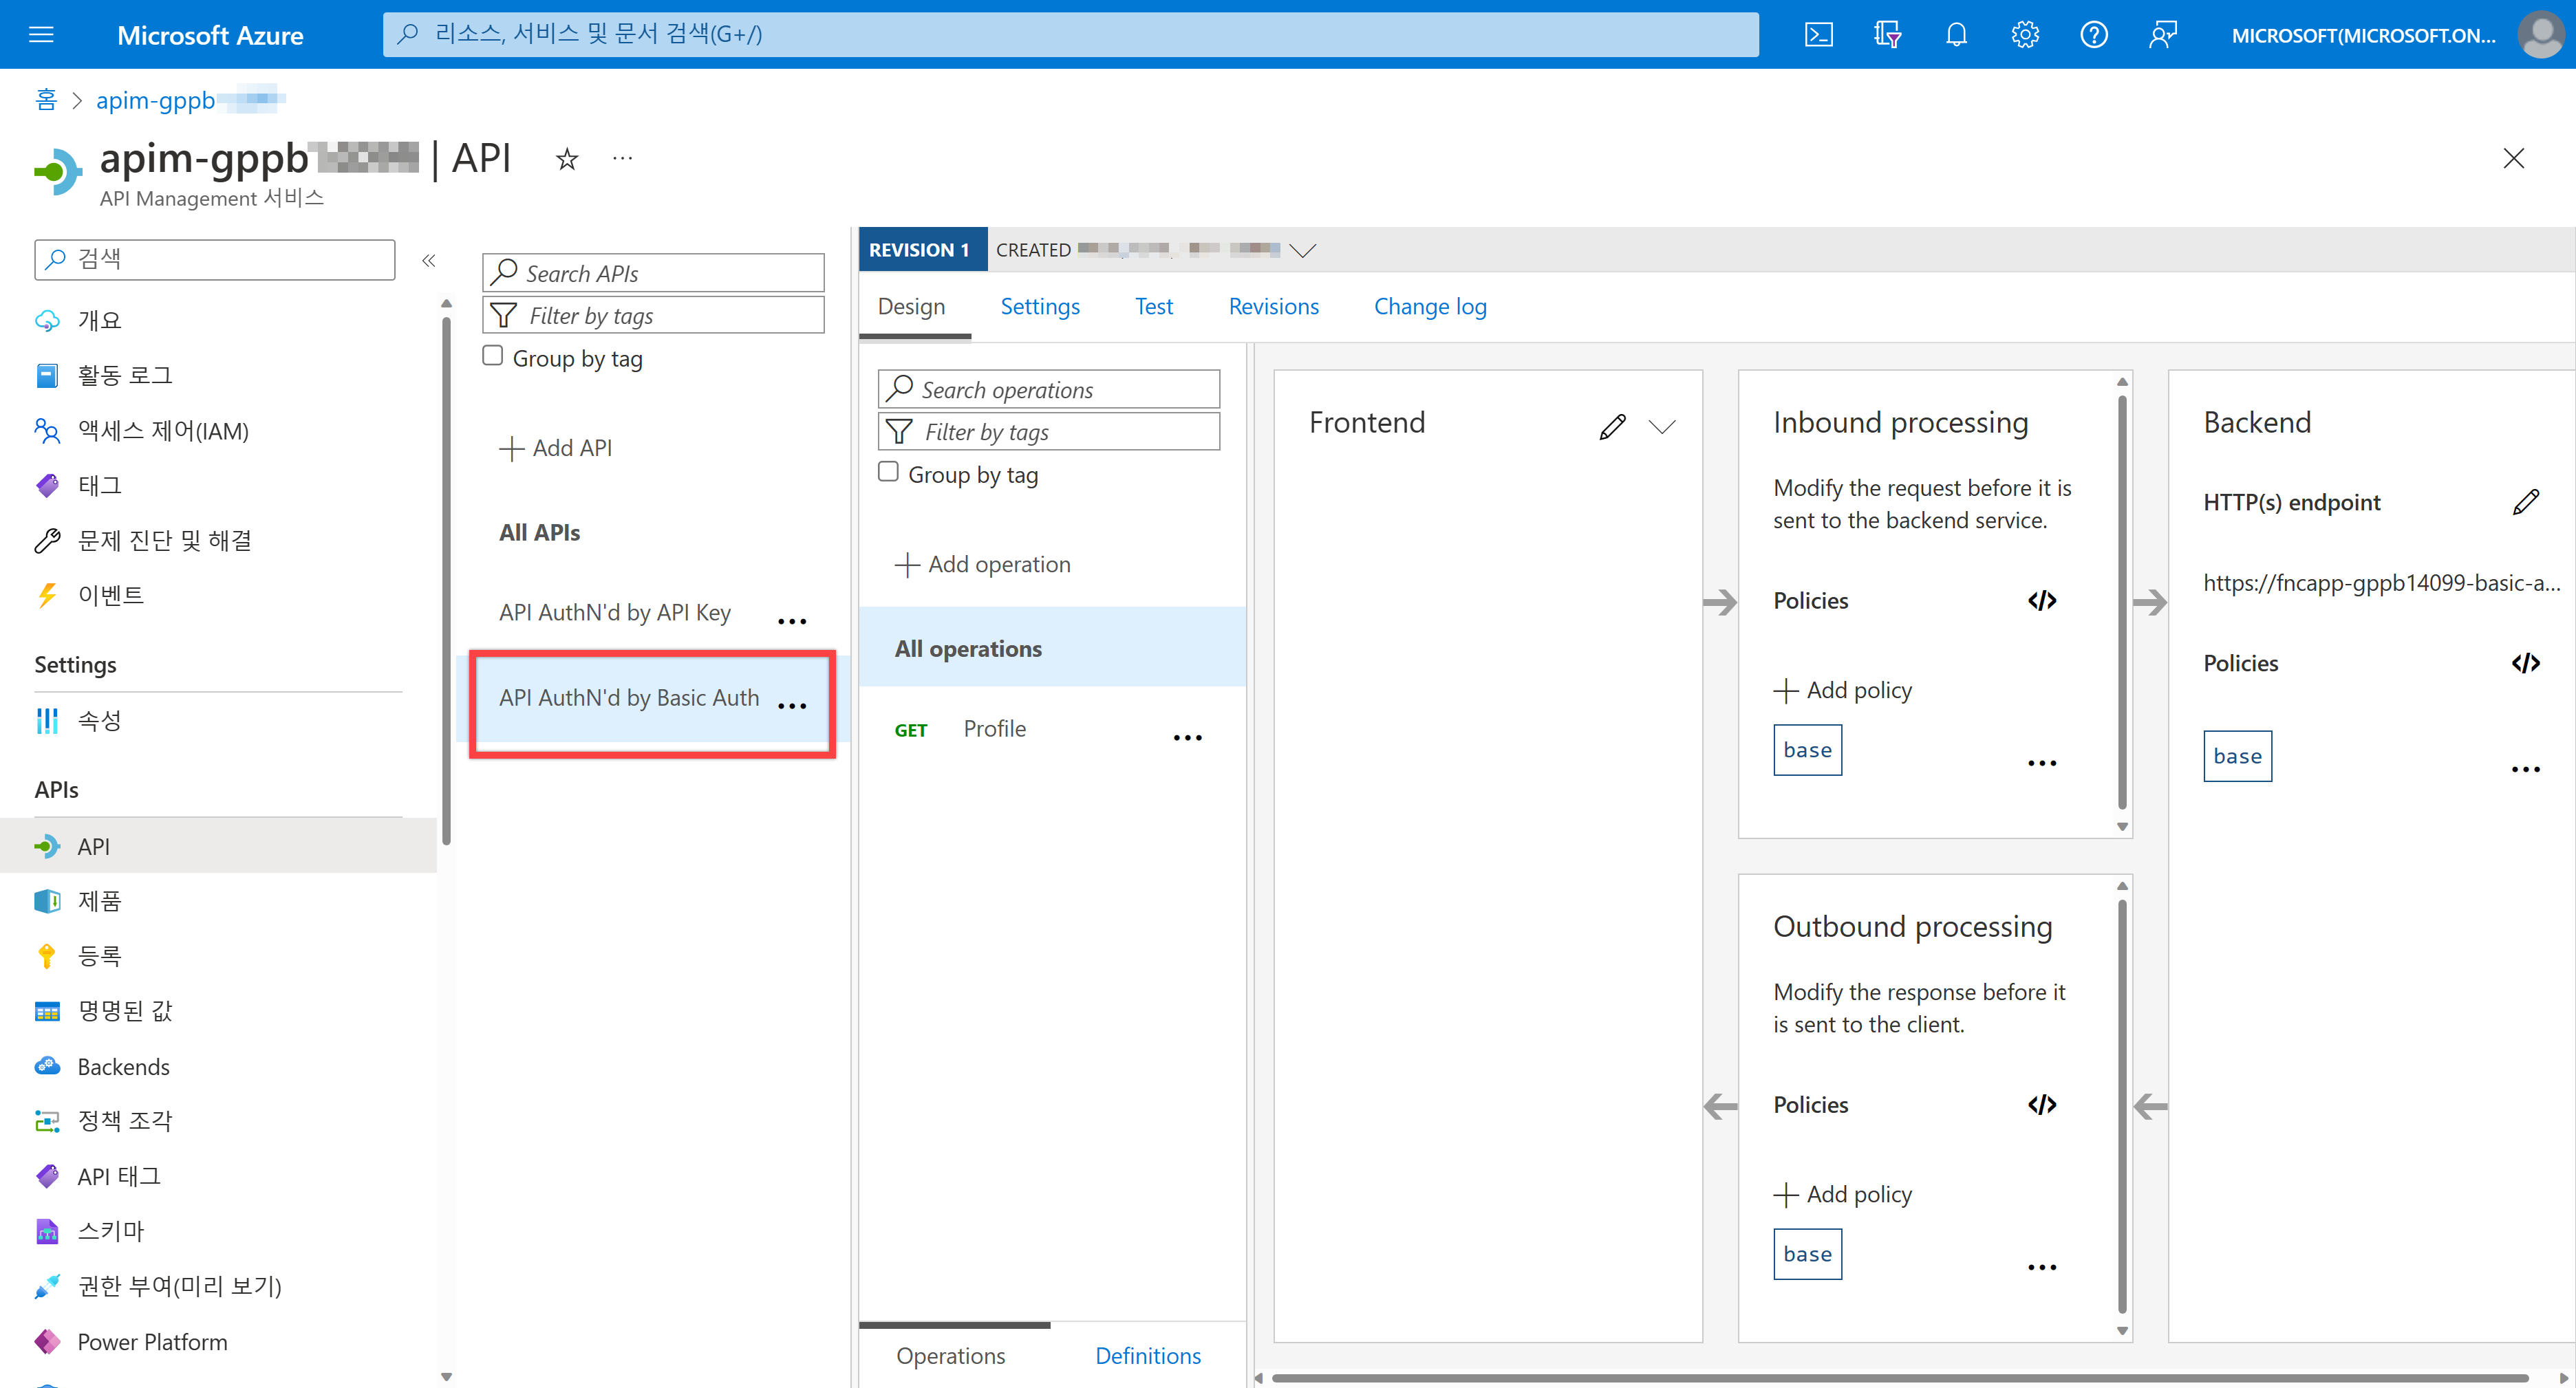 Microsoft Azure
리소스, 서비스 및 문서 검색(G+/)
MICROSOFT(MICROSOFT.ON...
홈 > apim-gppb
apim-gppb | API
API Management 서비스
검색
개요
활동 로그
액세스 제어(IAM)
태그
문제 진단 및 해결
이벤트
Settings
속성
APIs
API
제품
등록
명명된 값
Backends
정책 조각
API 태그
스키마
권한 부여(미리 보기)
Power Platform
Search APIs
Filter by tags
Group by tag
Add API
All APIs
API AuthN'd by API Key
API AuthN'd by Basic Auth
REVISION 1
CREATED
Design
Settings
Test
Revisions
Change log
Search operations
Filter by tags
Group by tag
Add operation
All operations
GET Profile
Operations
Definitions
Frontend
Inbound processing
Modify the request before it is
sent to the backend service.
Policies
Add policy
base
Outbound processing
Modify the response before it
is sent to the client.
Policies
Add policy
base
Backend
HTTP(s) endpoint
https://fncapp-gppb14099-basic-a...
Policies
base